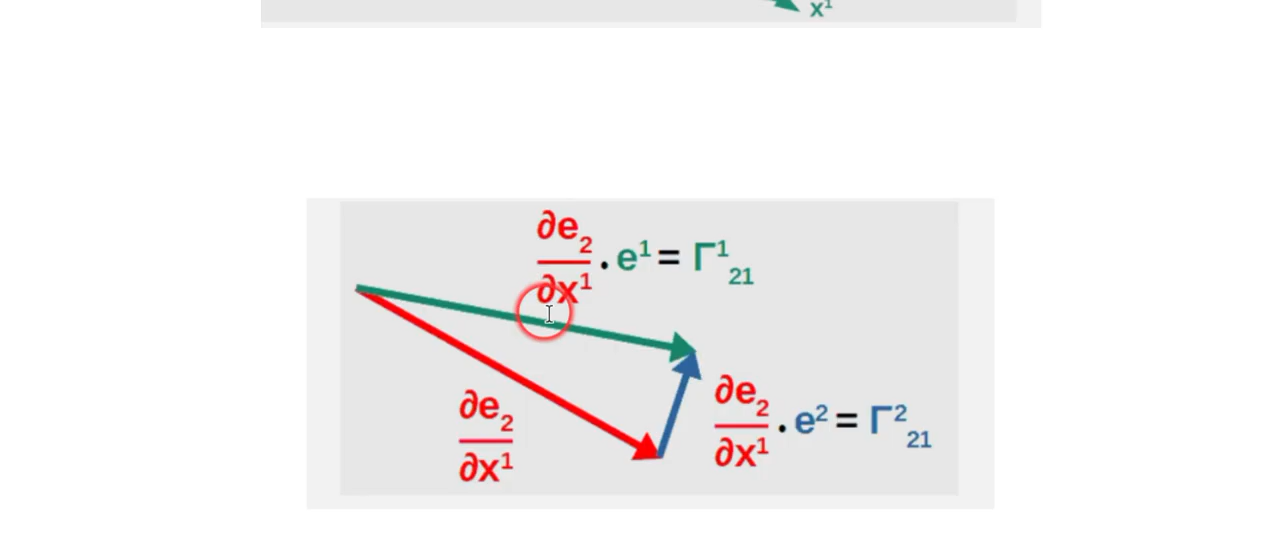 x¹
∂e₂/∂x¹ . e¹ = Γ¹₂₁
∂e₂/∂x¹
∂e₂/∂x¹ . e² = Γ²₂₁